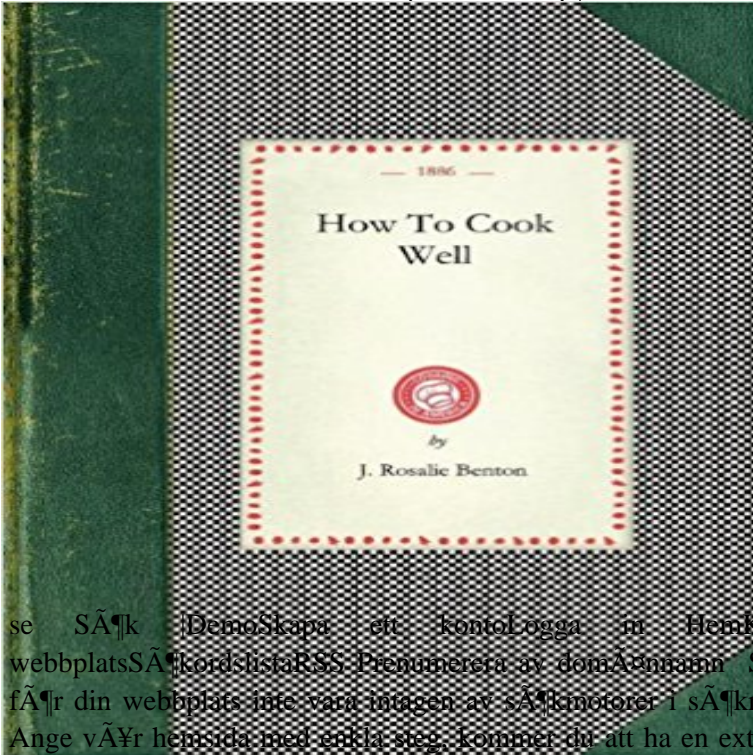 1886
How To Cook
Well
by
J. Rosalie Benton
se SÃ¶k |DemoSkapa ett kontoLogga in
webbplatsSÃ¶kordslistaRSS Prenumerera av domÃ¤nnamn
fÃ¶r din webbplats inte vara intagen av sÃ¶kmotorer i
Ange vÃ¥r hemsida med enkla steg, kommer du att ha en